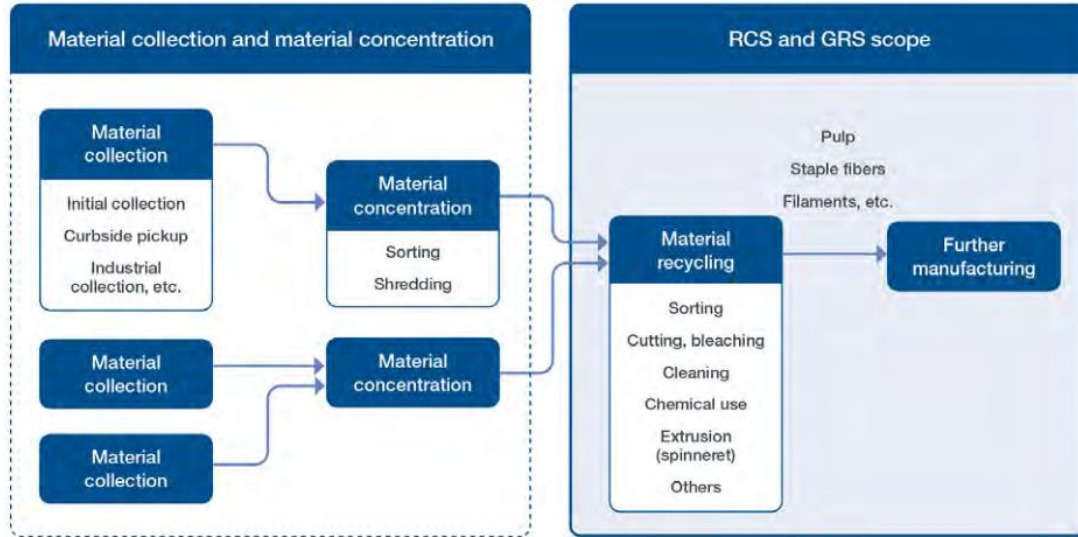 Material collection and material concentration
Material
collection
Initial collection
Curbside pickup
Industrial
collection, etc.
Material
concentration
Sorting
Shredding
Material
collection
Material
concentration
Material
collection
RCS and GRS scope
Pulp
Staple fibers
Filaments, etc.
Material
recycling
Sorting
Cutting, bleaching
Cleaning
Chemical use
Extrusion
(spinneret)
Others
Further
manufacturing